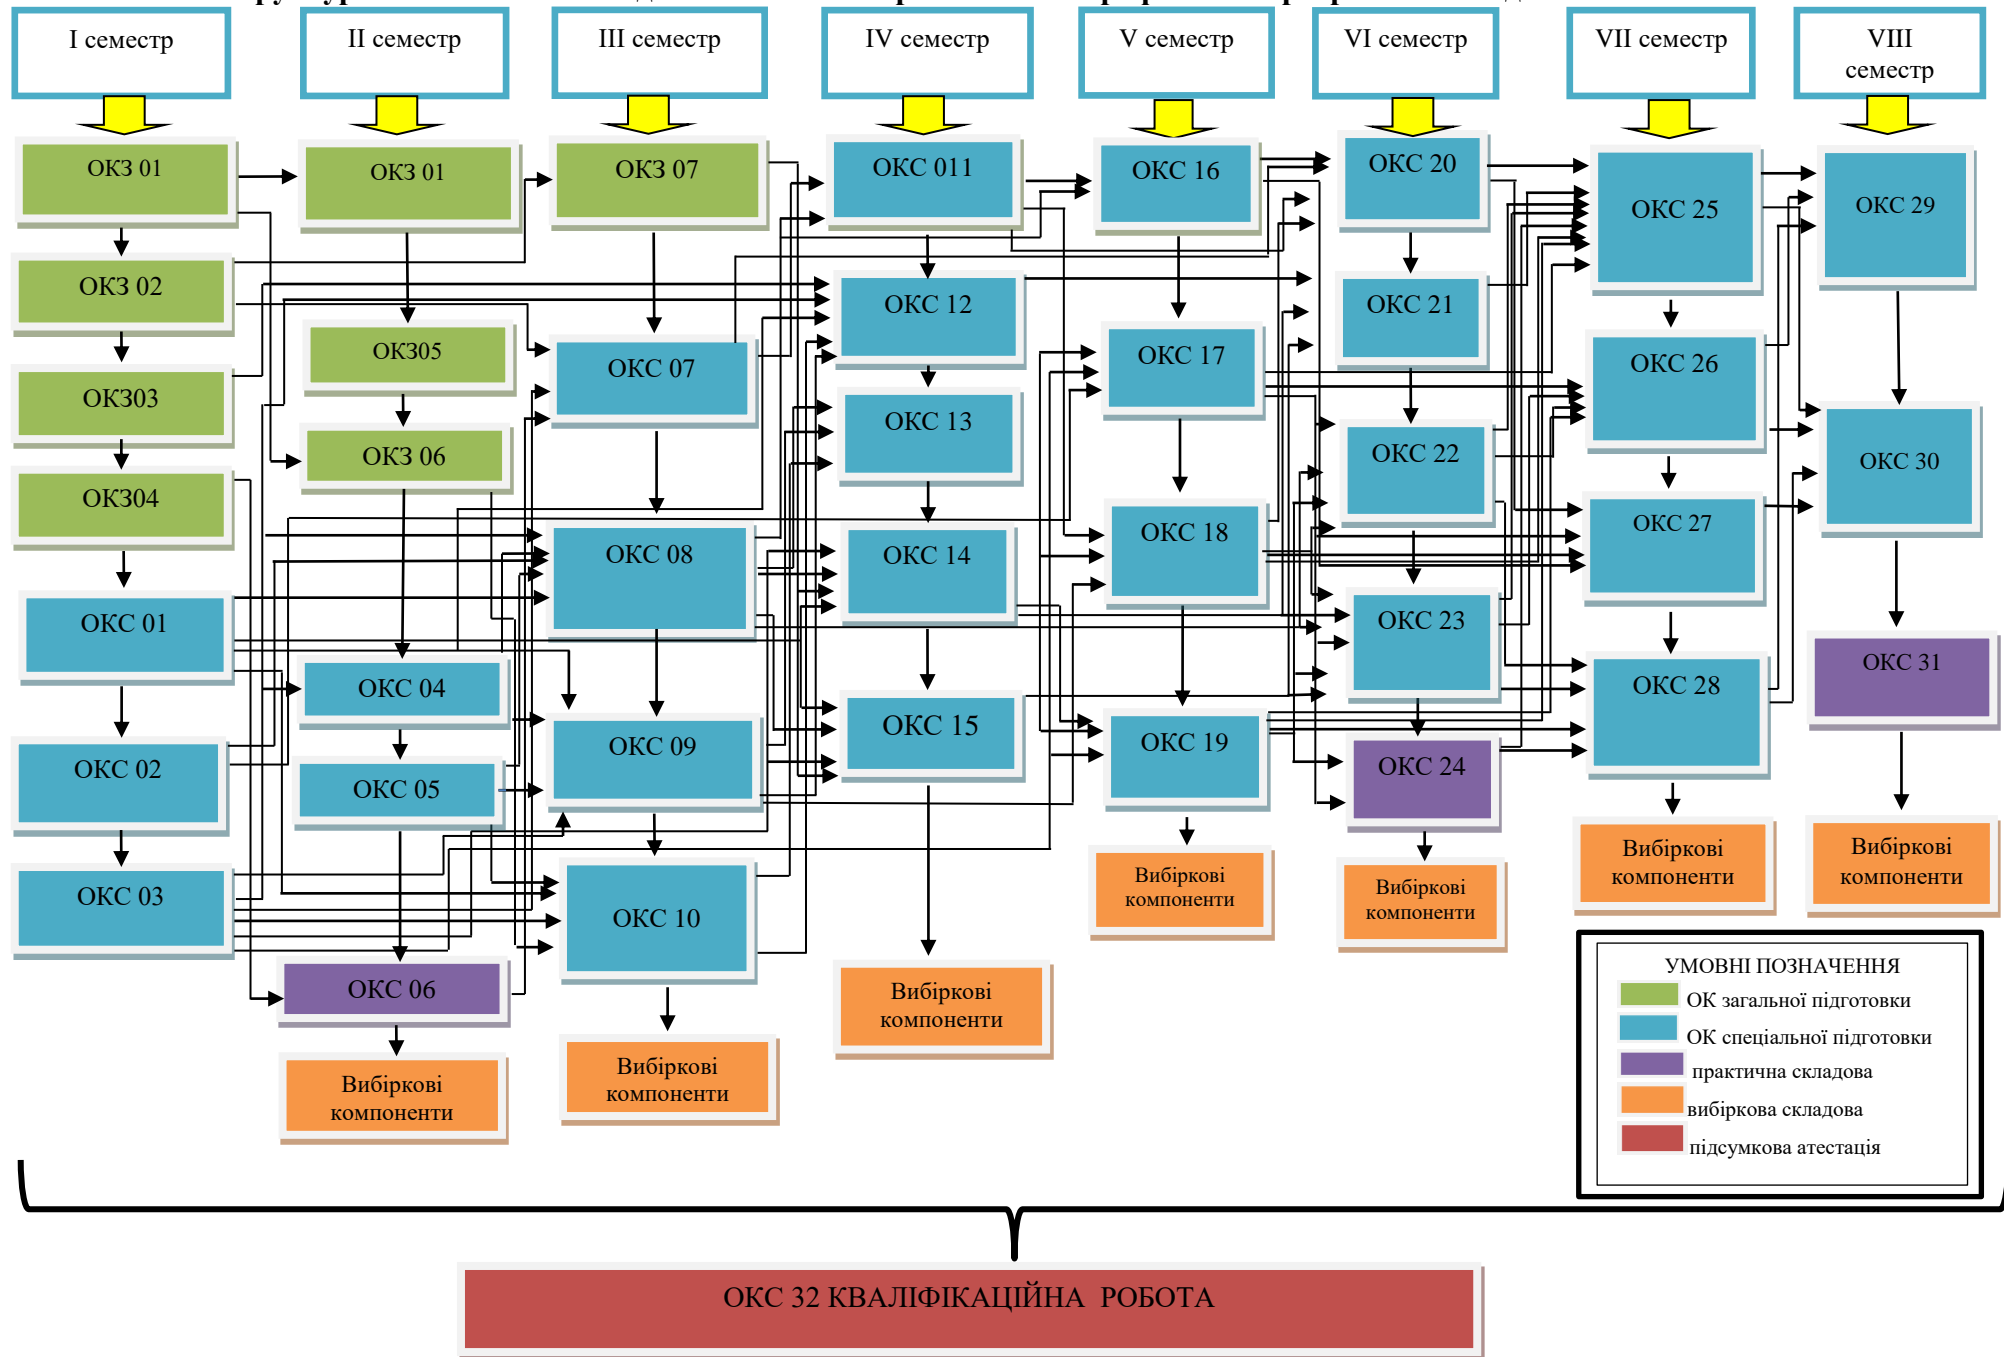 І семестр
ІІ семестр
ІІІ семестр
IV семестр
V семестр
VI семестр
VII семестр
VIII
семестр
ОКЗ 01
ОКЗ 02
ОКЗ03
ОКЗ04
ОКС 01
ОКС 02
ОКС 03
ОКЗ 01
ОКЗ05
ОКЗ 06
ОКС 04
ОКС 05
ОКС 06
Вибіркові
компоненти
ОКЗ 07
ОКС 07
ОКС 08
ОКС 09
ОКС 10
Вибіркові
компоненти
ОКС 011
ОКС 12
ОКС 13
ОКС 14
ОКС 15
Вибіркові
компоненти
ОКС 16
ОКС 17
ОКС 18
ОКС 19
Вибіркові
компоненти
ОКС 20
ОКС 21
ОКС 22
ОКС 23
ОКС 24
Вибіркові
компоненти
ОКС 25
ОКС 26
ОКС 27
ОКС 28
Вибіркові
компоненти
ОКС 29
ОКС 30
ОКС 31
Вибіркові
компоненти
УМОВНІ ПОЗНАЧЕННЯ
ОК загальної підготовки
ОК спеціальної підготовки
практична складова
вибіркова складова
підсумкова атестація
ОКС 32 КВАЛІФІКАЦІЙНА РОБОТА